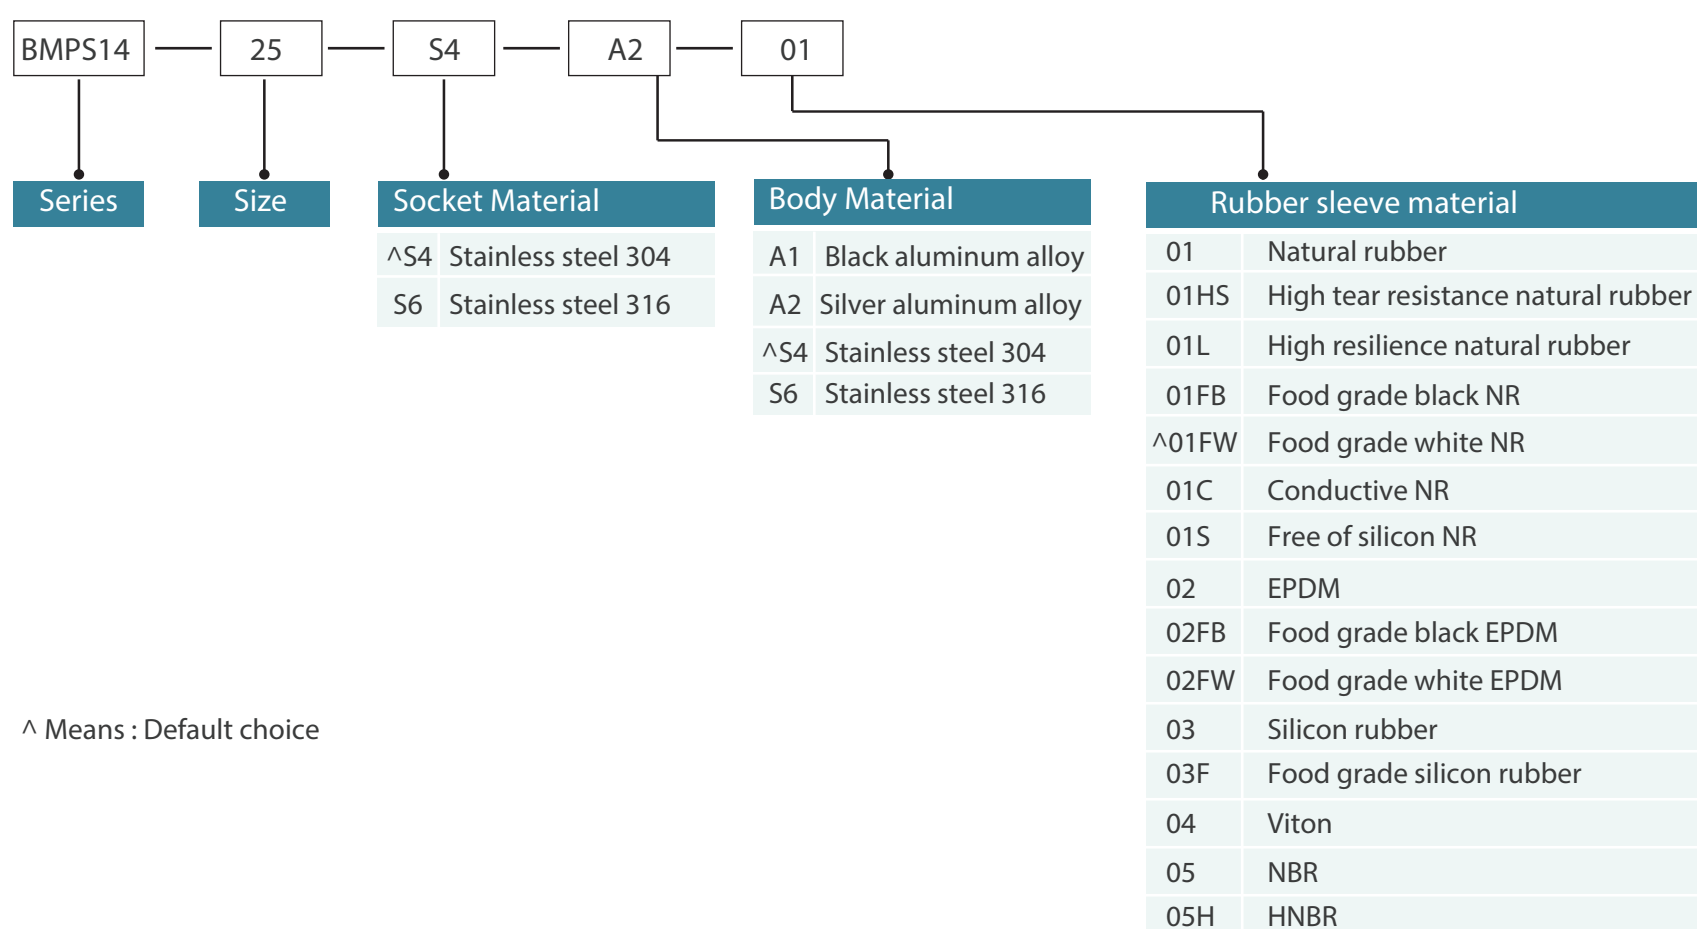 BMPS14 25 S4 A2 01
Series
Size
Socket Material
^S4 Stainless steel 304
S6 Stainless steel 316
Body Material
A1 Black aluminum alloy
A2 Silver aluminum alloy
^S4 Stainless steel 304
S6 Stainless steel 316
Rubber sleeve material
01 Natural rubber
01HS High tear resistance natural rubber
01L High resilience natural rubber
01FB Food grade black NR
^01FW Food grade white NR
01C Conductive NR
01S Free of silicon NR
02 EPDM
02FB Food grade black EPDM
02FW Food grade white EPDM
03 Silicon rubber
03F Food grade silicon rubber
04 Viton
05 NBR
05H HNBR
^ Means : Default choice